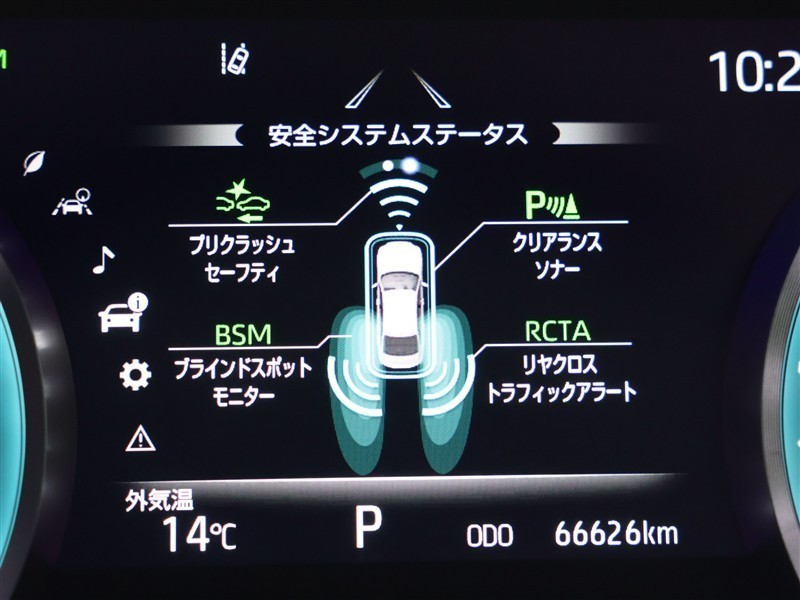 10:2
安全システムステータス
プリクラッシュ
セーフティ
P
クリアランス
ソナー
BSM
ブラインドスポット
モニター
RCTA
リヤクロス
トラフィックアラート
外気温
14℃
P
ODO 66626km